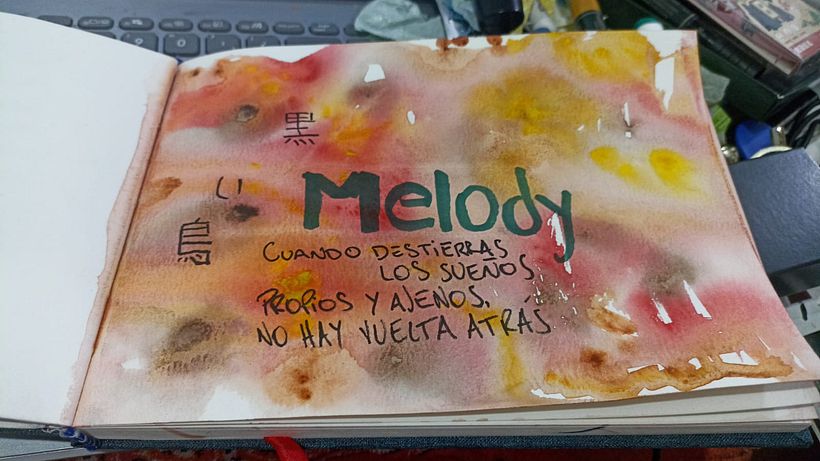 黒
い
鳥
Melody
CUANDO DESTIERRAS
LOS SUEÑOS
PROPIOS Y AJENOS,
NO HAY VUELTA ATRÁS